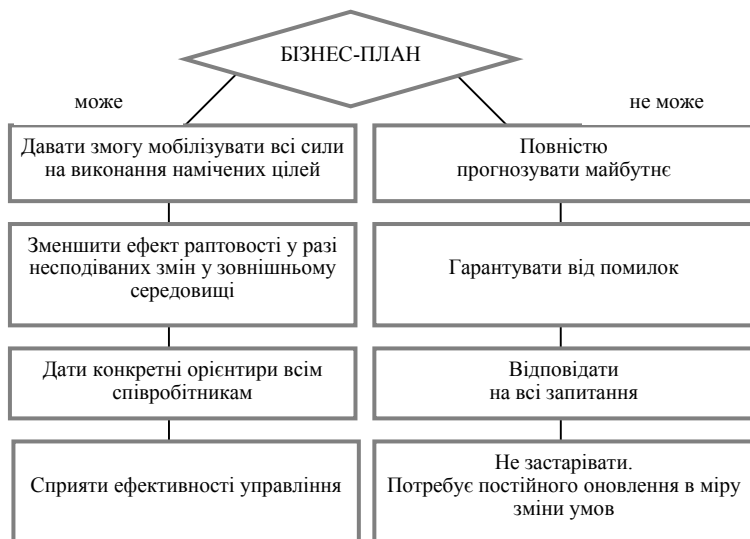 БІЗНЕС-ПЛАН
може
не може
Давати змогу мобілізувати всі сили
на виконання намічених цілей
Повністю
прогнозувати майбутнє
Зменшити ефект раптовості у разі
несподіваних змін у зовнішньому
середовищі
Гарантувати від помилок
Дати конкретні орієнтири всім
співробітникам
Відповідати
на всі запитання
Сприяти ефективності управління
Не застарівати.
Потребує постійного оновлення в міру
зміни умов